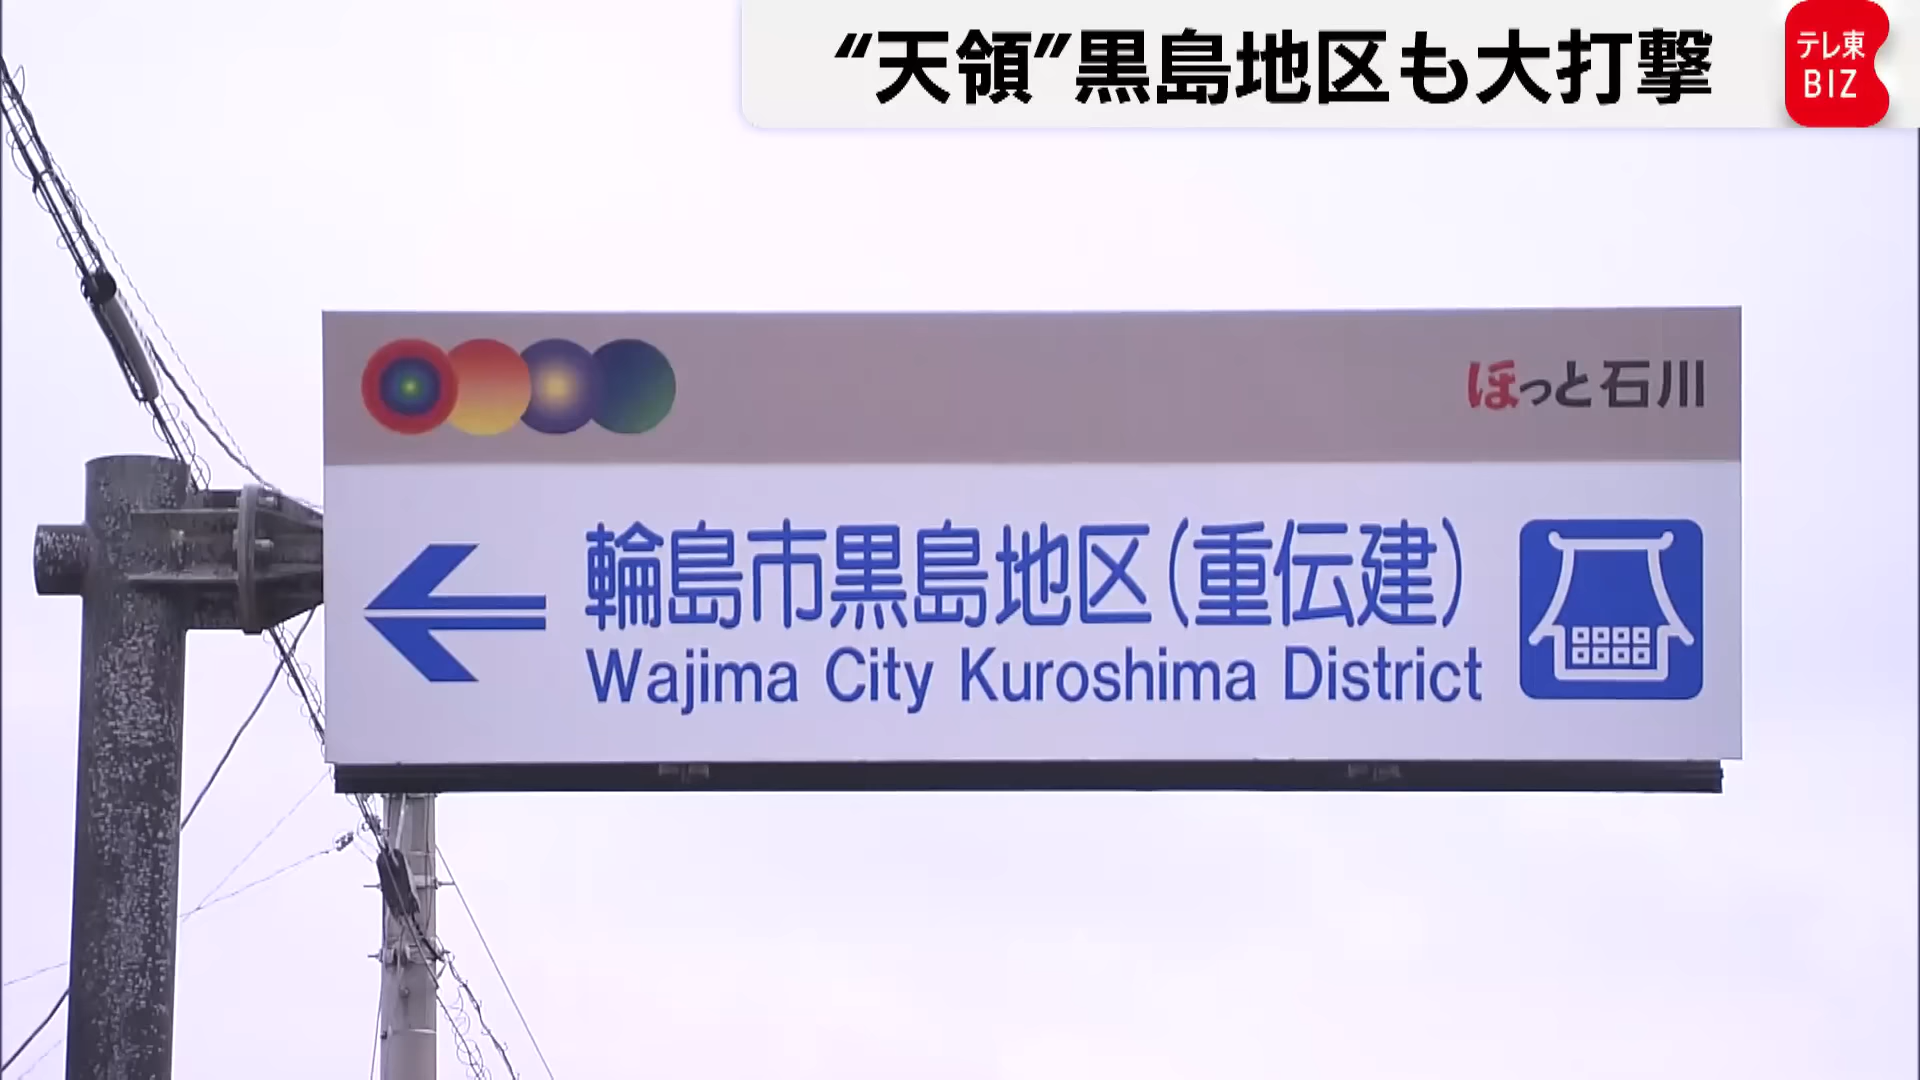 “天領”黒島地区も大打撃
テレ東
BIZ
ほっと石川
輪島市黒島地区(重伝建)
Wajima City Kuroshima District